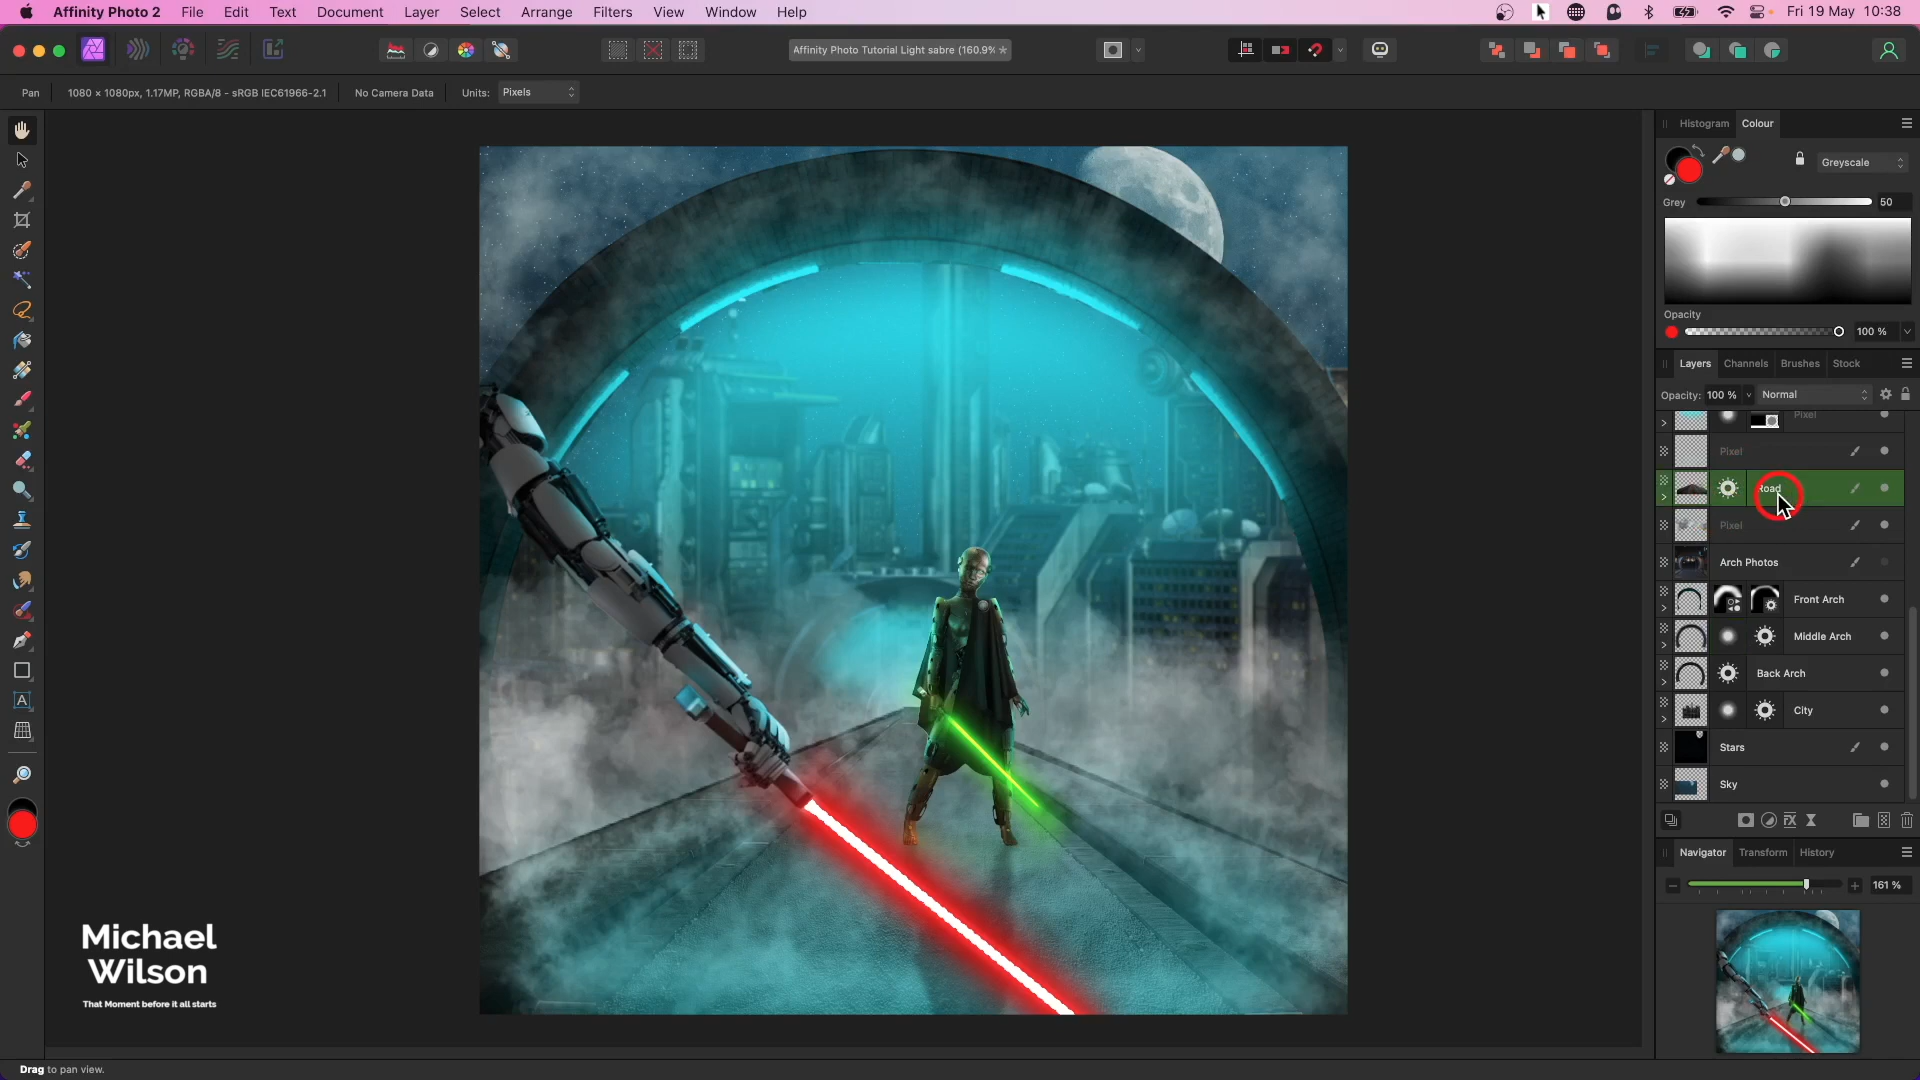 Affinity Photo 2 File Edit Text Document Layer Select Arrange Filters View Window Help Fri 19 May 10:38
Affinity Photo Tutorial Light sabre (160.9%
Pan 1080 × 1080px, 1.17MP, RGBA/8 - sRGB IEC61966-2.1 No Camera Data Units: Pixels
Histogram Colour
Greyscale
Grey 50
Opacity
100 %
Layers Channels Brushes Stock
Opacity: 100 % Normal
Pixel
Pixel
Road
Pixel
Arch Photos
Front Arch
Middle Arch
Back Arch
City
Stars
Sky
Navigator Transform History
161 %
Michael
Wilson
That Moment before it all starts
Drag to pan view.